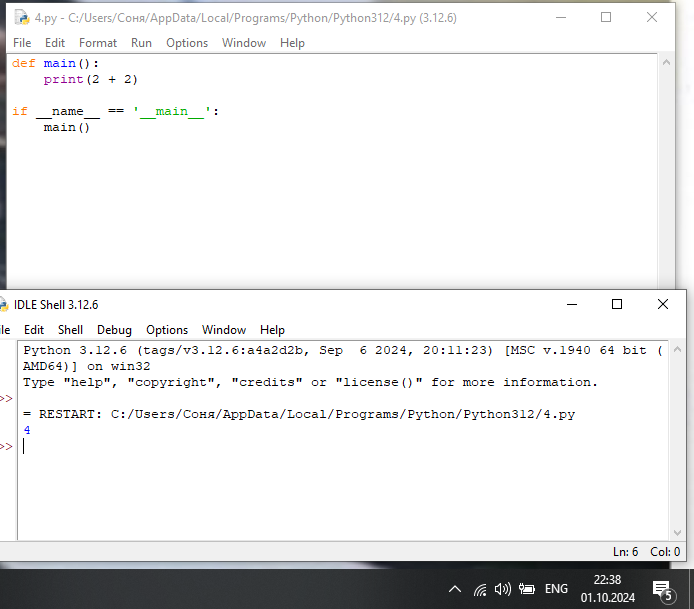 4.py - C:/Users/Соня/AppData/Local/Programs/Python/Python312/4.py (3.12.6)
File Edit Format Run Options Window Help
def main():
    print(2 + 2)
if __name__ == '__main__':
    main()
IDLE Shell 3.12.6
ile Edit Shell Debug Options Window Help
Python 3.12.6 (tags/v3.12.6:a4a2d2b, Sep  6 2024, 20:11:23) [MSC v.1940 64 bit (
AMD64)] on win32
Type "help", "copyright", "credits" or "license()" for more information.
>>
= RESTART: C:/Users/Соня/AppData/Local/Programs/Python/Python312/4.py
4
>>
Ln: 6 Col: 0
ENG
22:38
01.10.2024
5